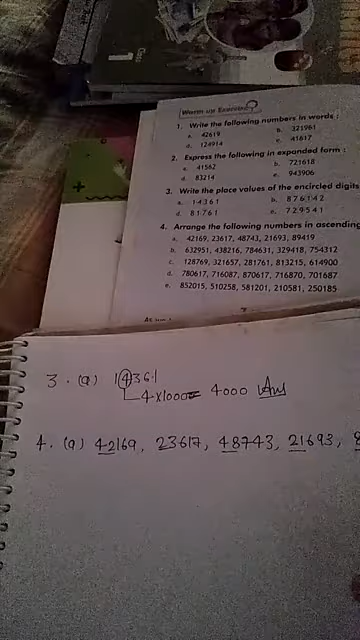 Warm-up Exercise
1. Write the following numbers in words :
a. 42619 b. 321961
d. 124914 e. 41617
2. Express the following in expanded form :
a. 41562 b. 721618
d. 83214 e. 943906
3. Write the place values of the encircled digits
a. 14361 b. 876142
d. 81761 e. 729541
4. Arrange the following numbers in ascending
a. 42169, 23617, 48743, 21693, 89419
b. 632951, 438216, 784631, 329418, 754312
c. 128769, 321657, 281761, 813215, 614900
d. 780617, 716087, 870617, 716870, 701687
e. 852015, 510258, 581201, 210581, 250185
3. (a) 14361
4×1000= 4000 Ans
4. (a) 42169, 23617, 48743, 21693, 8